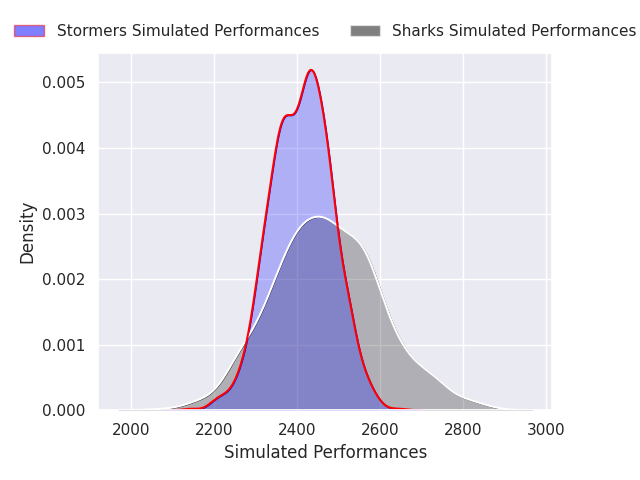 Stormers Simulated Performances Sharks Simulated Performances
0.005
0.004
0.003
0.002
0.001
0.000
Density
2000 2200 2400 2600 2800 3000
Simulated Performances